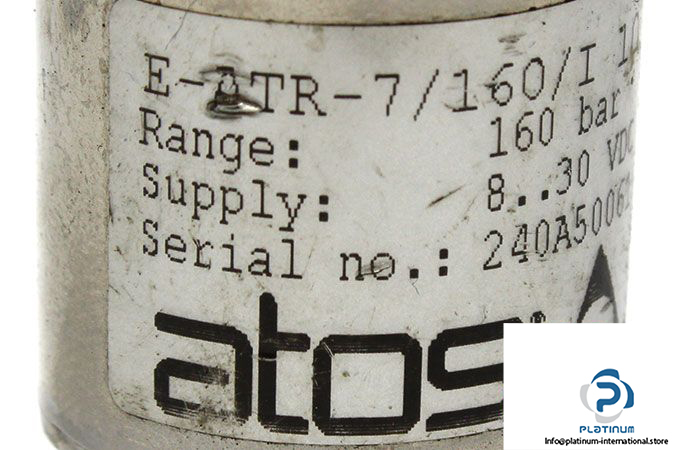 E-ATR-7/160/I 10
Range: 160 bar
Supply: 8..30 VDC
Serial no.: 240A5006
atos
PLATINUM
Info@platinum-international.store